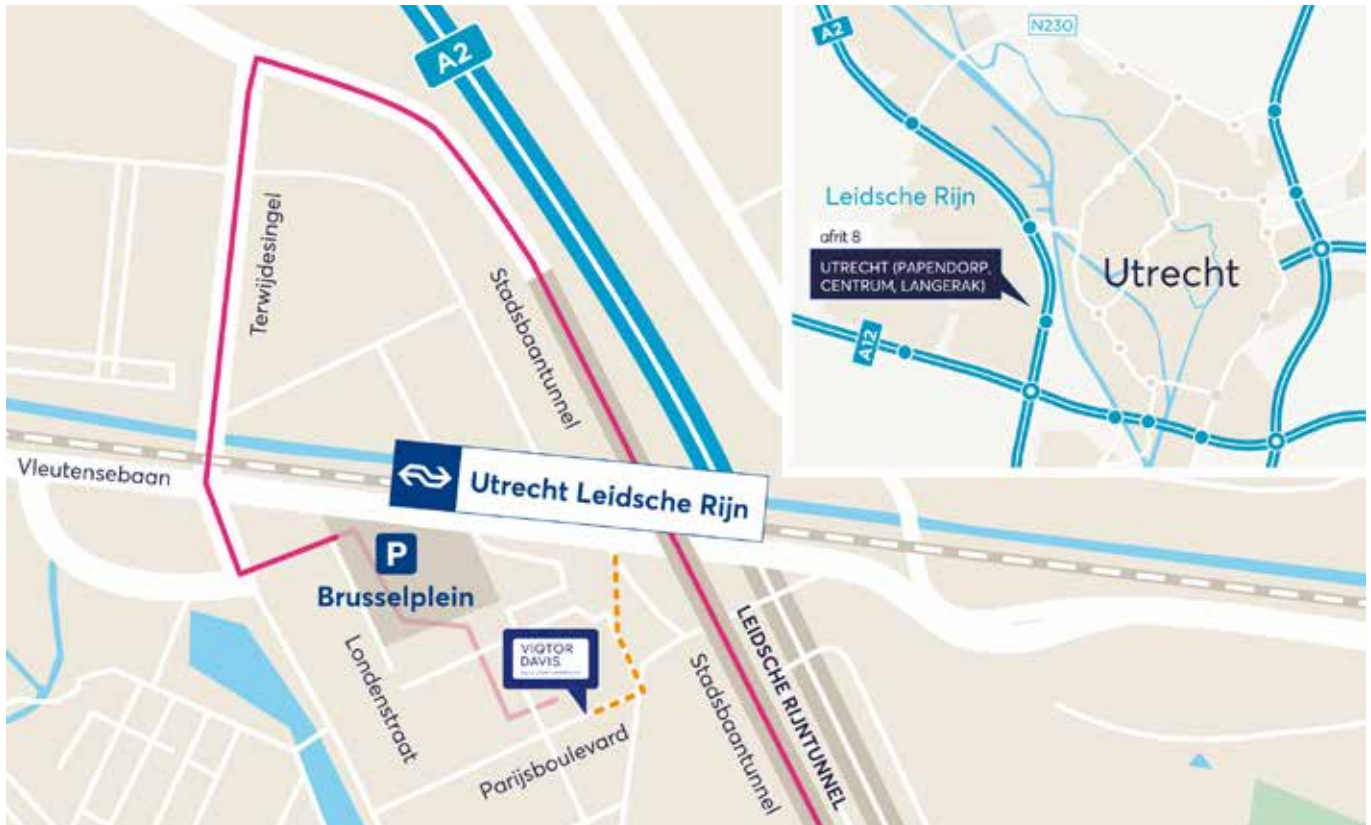 A2
Terwijdesingel
Stadsbaantunnel
Vleutensebaan
Utrecht Leidsche Rijn
P
Brusselplein
Londenstraat
VIQTOR
DAVIS.
Parijsboulevard
Stadsbaantunnel
LEIDSCHE RIJNTUNNEL
A2
N230
Leidsche Rijn
afrit 8
UTRECHT (PAPENDORP,
CENTRUM, LANGERAK)
Utrecht
A12